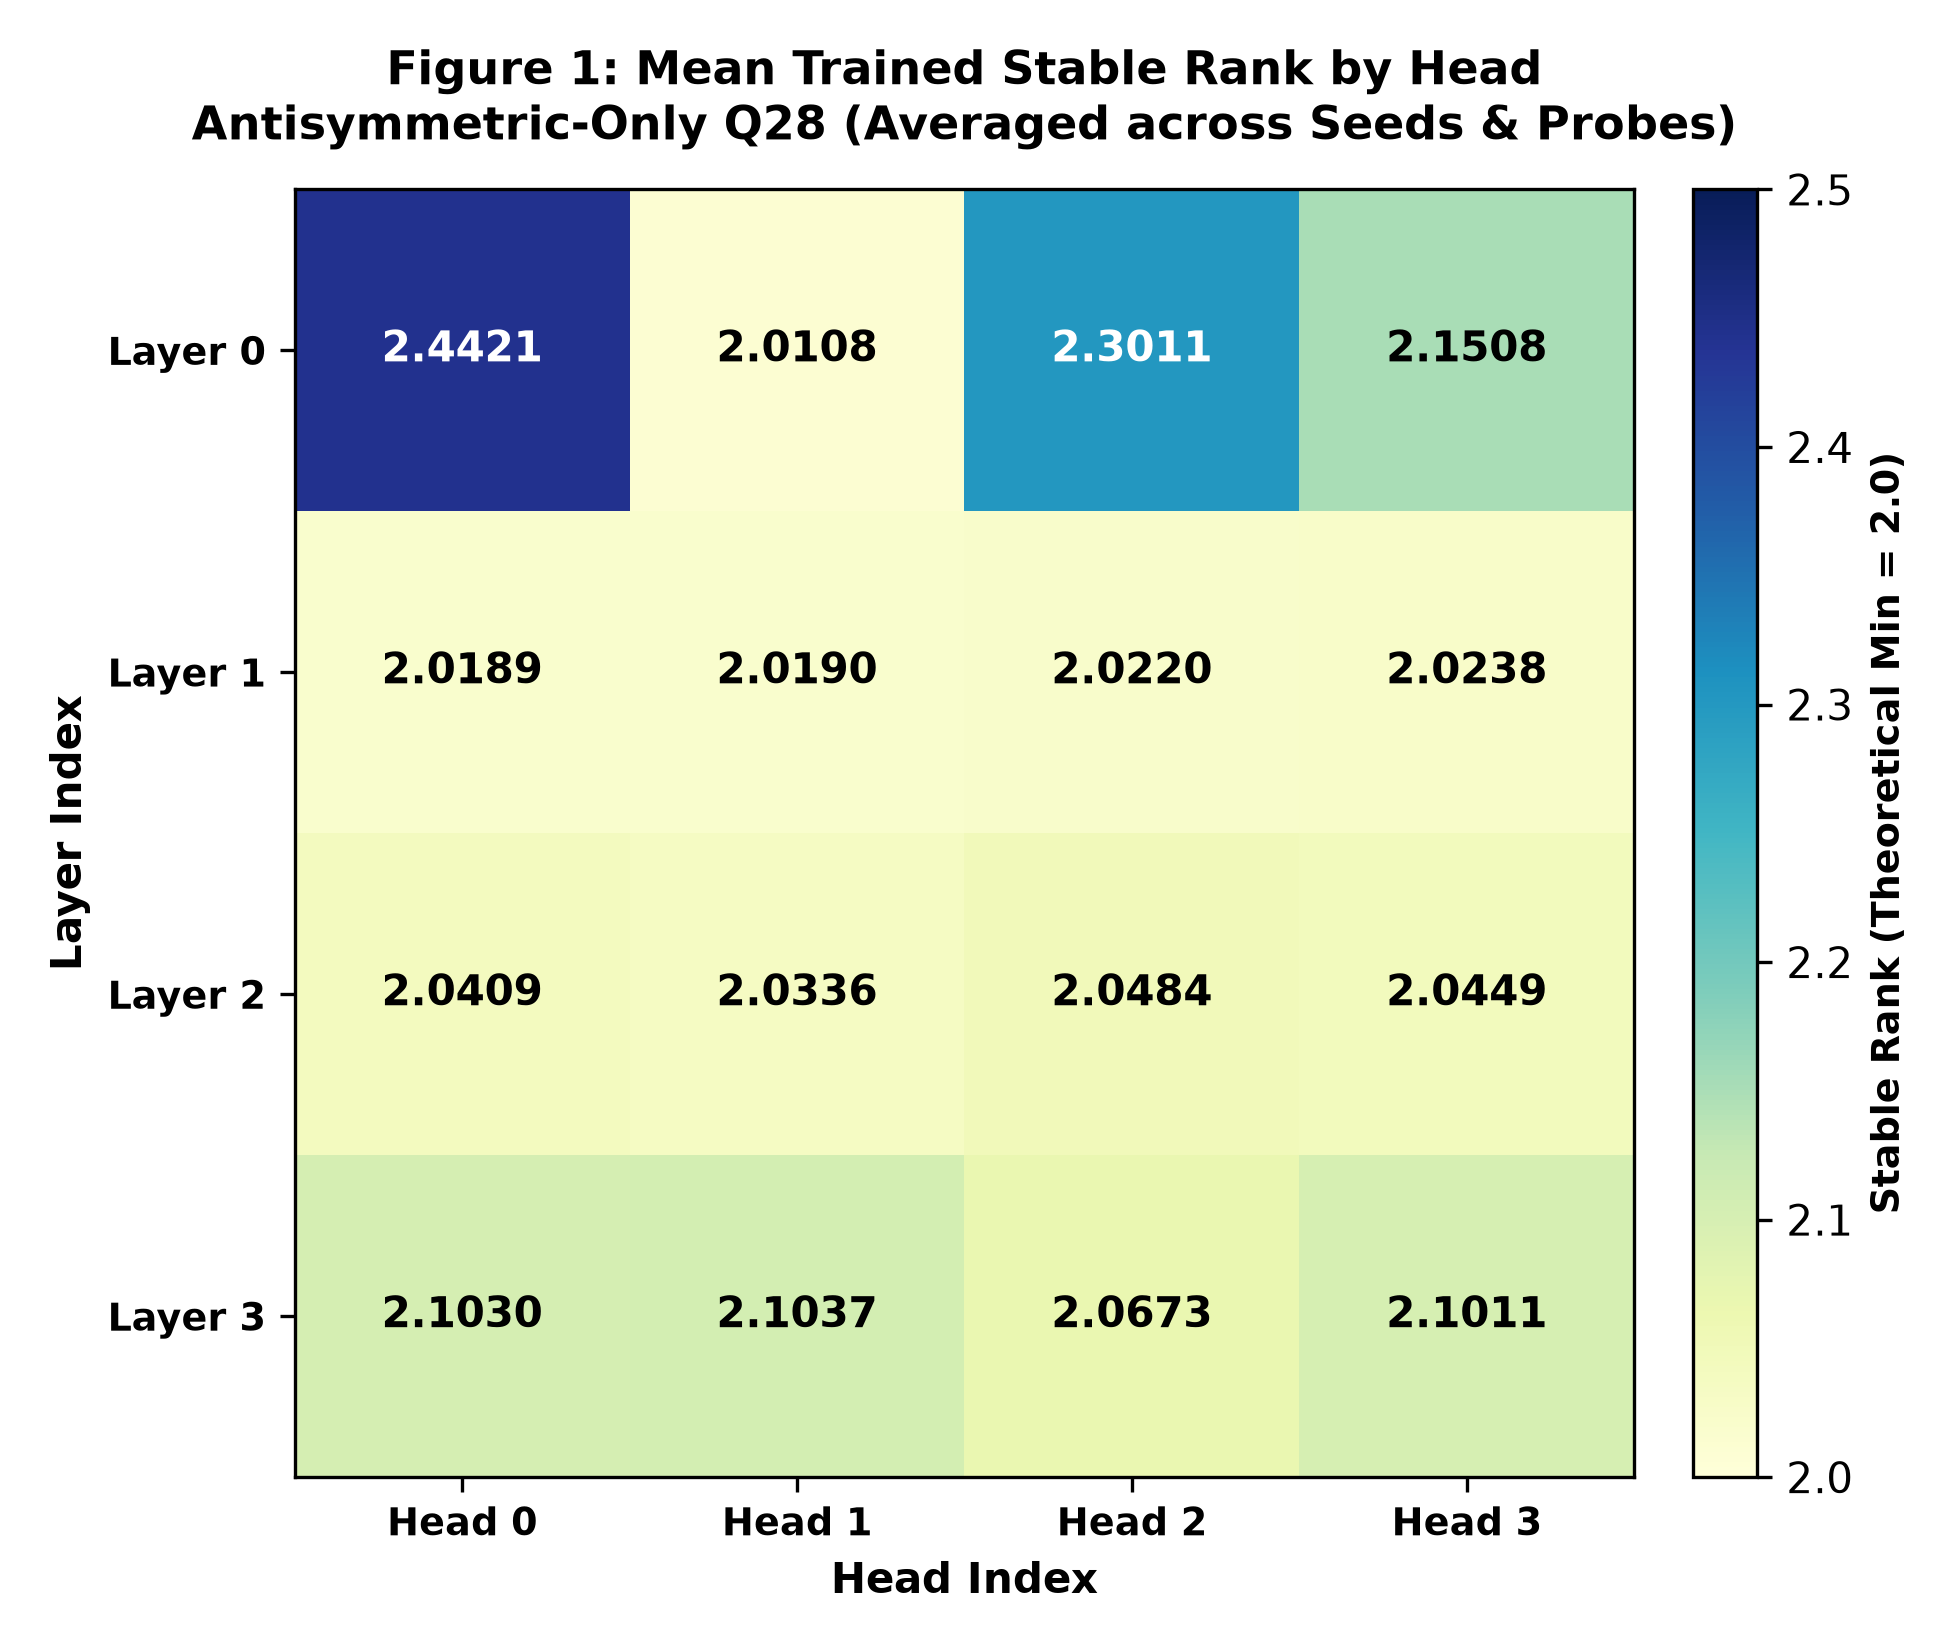 Figure 1: Mean Trained Stable Rank by Head
Antisymmetric-Only Q28 (Averaged across Seeds & Probes)
Layer Index
Layer 0
2.4421 2.0108 2.3011 2.1508
Layer 1
2.0189 2.0190 2.0220 2.0238
Layer 2
2.0409 2.0336 2.0484 2.0449
Layer 3
2.1030 2.1037 2.0673 2.1011
Head 0 Head 1 Head 2 Head 3
Head Index
2.5
2.4
2.3
2.2
2.1
2.0
Stable Rank (Theoretical Min = 2.0)